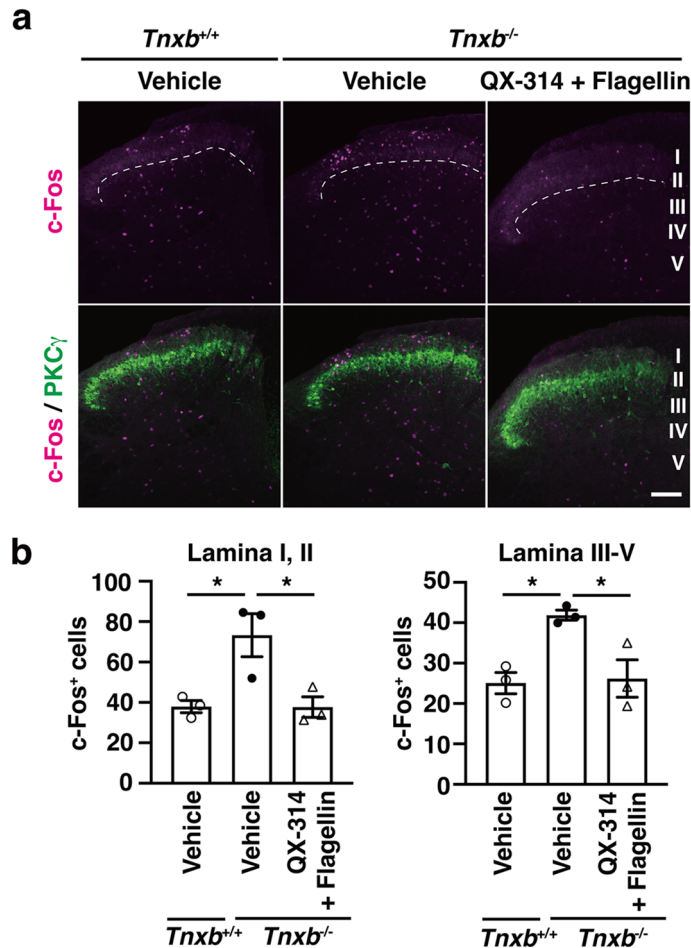 a
Tnxb+/+ Tnxb-/-
Vehicle Vehicle QX-314 + Flagellin
c-Fos
I
II
III
IV
V
c-Fos / PKCγ
I
II
III
IV
V
b
Lamina I, II
c-Fos+ cells
100
80
60
40
20
0
* *
Vehicle
Vehicle
QX-314
+ Flagellin
Tnxb+/+ Tnxb-/-
Lamina III-V
c-Fos+ cells
50
40
30
20
10
0
* *
Vehicle
Vehicle
QX-314
+ Flagellin
Tnxb+/+ Tnxb-/-